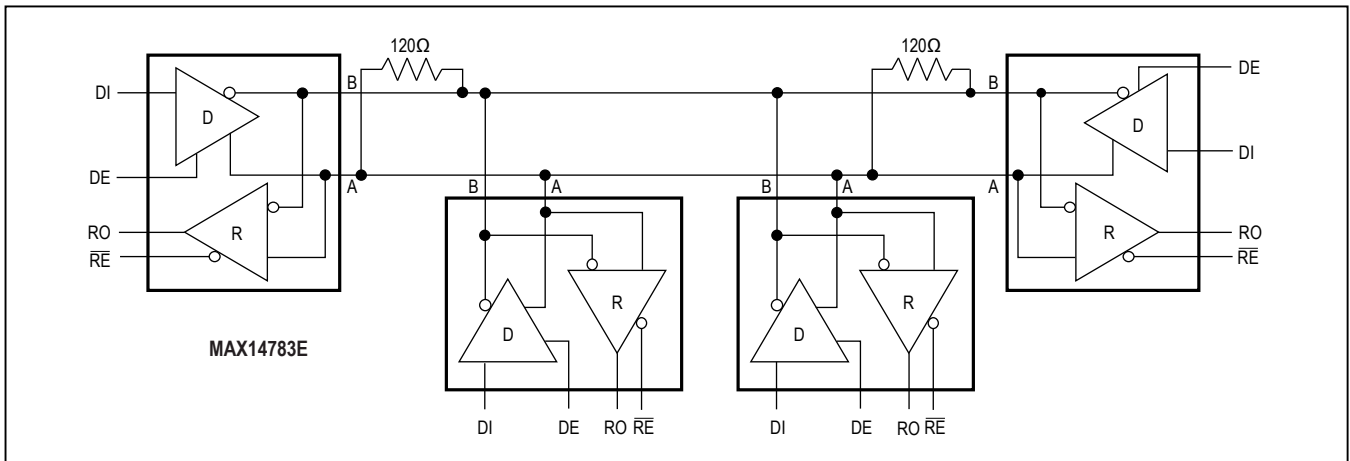 120Ω 120Ω
B B
DI DE
D D
DI
DE
A B A B A A
RO R R RO
RE RE
R R
D D
MAX14783E
DI DE RO RE DI DE RO RE